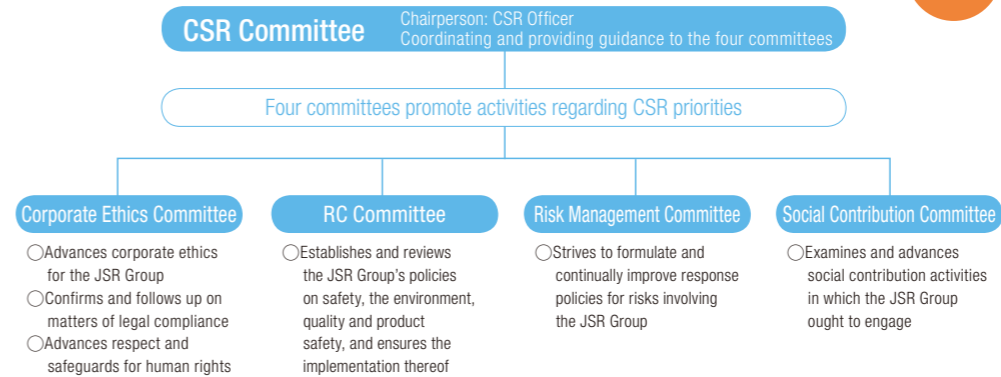 CSR Committee
Chairperson: CSR Officer
Coordinating and providing guidance to the four committees
Four committees promote activities regarding CSR priorities
Corporate Ethics Committee
○Advances corporate ethics
for the JSR Group
○Confirms and follows up on
matters of legal compliance
○Advances respect and
safeguards for human rights
RC Committee
○Establishes and reviews
the JSR Group's policies
on safety, the environment,
quality and product
safety, and ensures the
implementation thereof
Risk Management Committee
○Strives to formulate and
continually improve response
policies for risks involving
the JSR Group
Social Contribution Committee
○Examines and advances
social contribution activities
in which the JSR Group
ought to engage